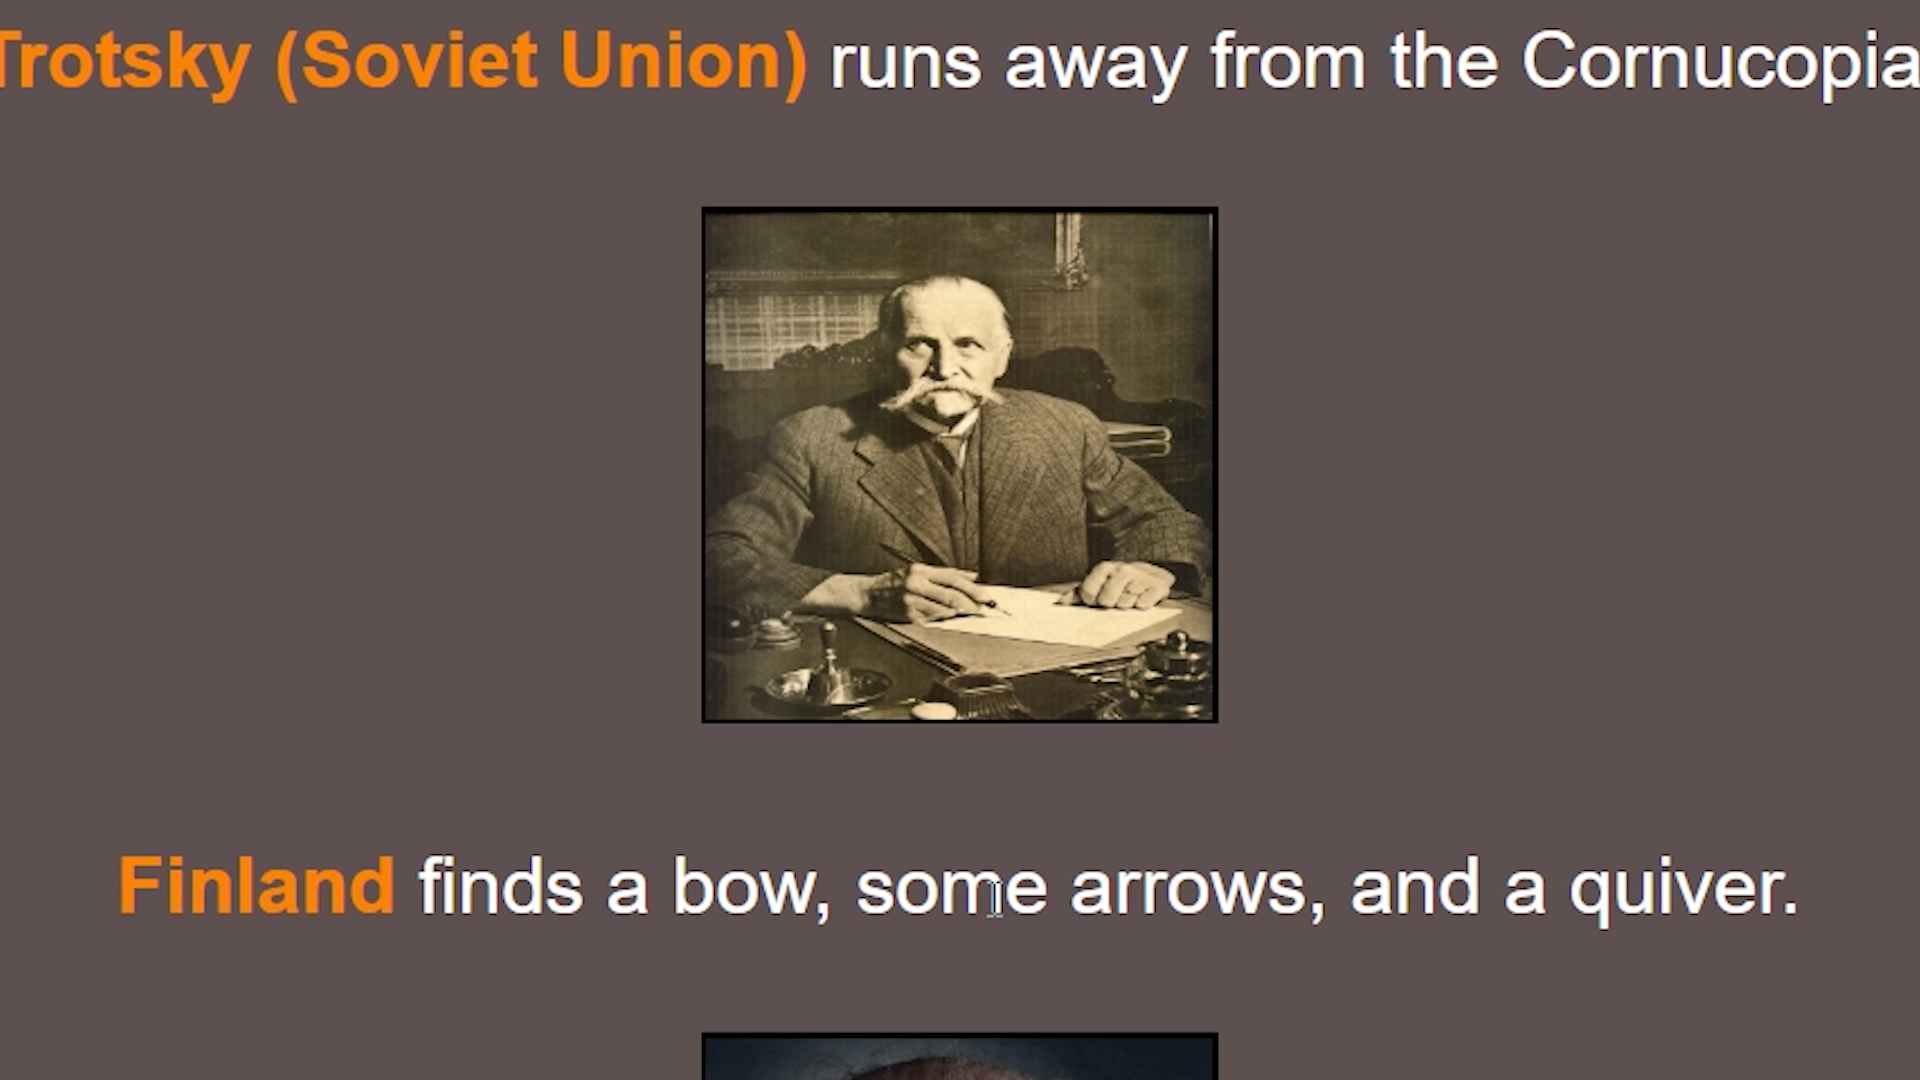 Trotsky (Soviet Union) runs away from the Cornucopia
Finland finds a bow, some arrows, and a quiver.